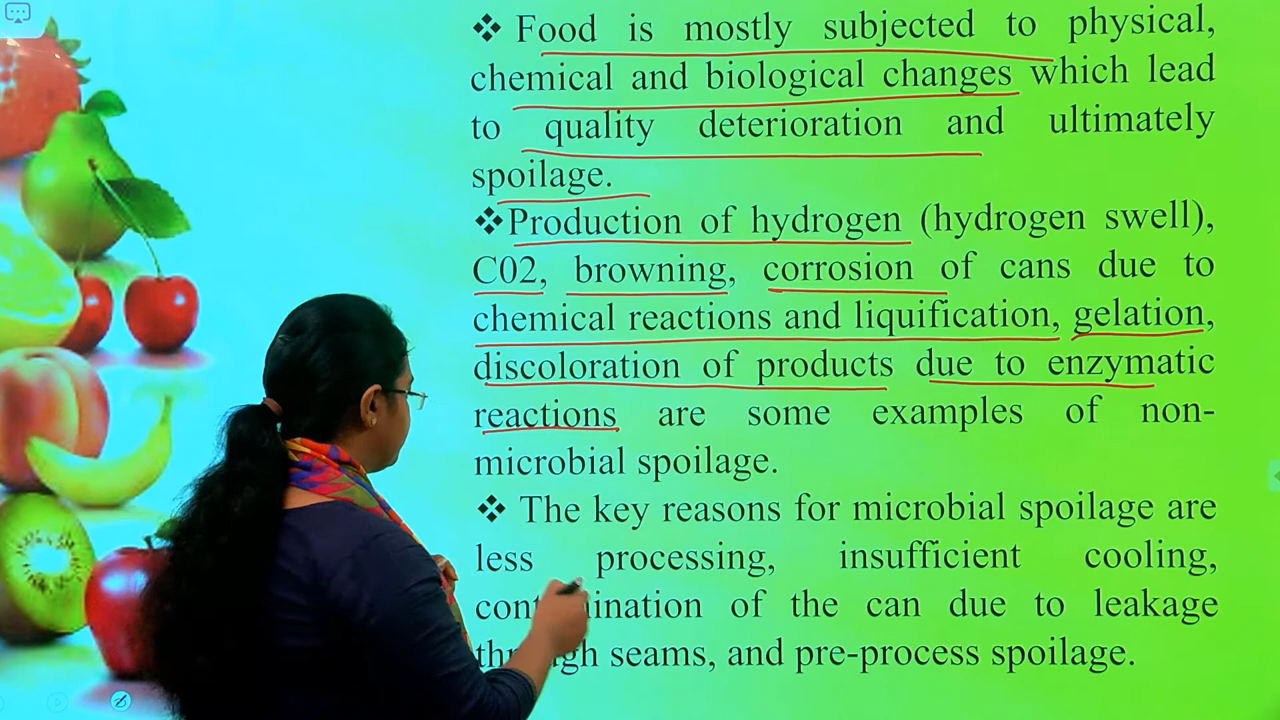 ❖ Food is mostly subjected to physical,
chemical and biological changes which lead
to quality deterioration and ultimately
spoilage.
❖Production of hydrogen (hydrogen swell),
C02, browning, corrosion of cans due to
chemical reactions and liquification, gelation,
discoloration of products due to enzymatic
reactions are some examples of non-
microbial spoilage.
❖ The key reasons for microbial spoilage are
less processing, insufficient cooling,
of the can due to leakage
seams, and pre-process spoilage.